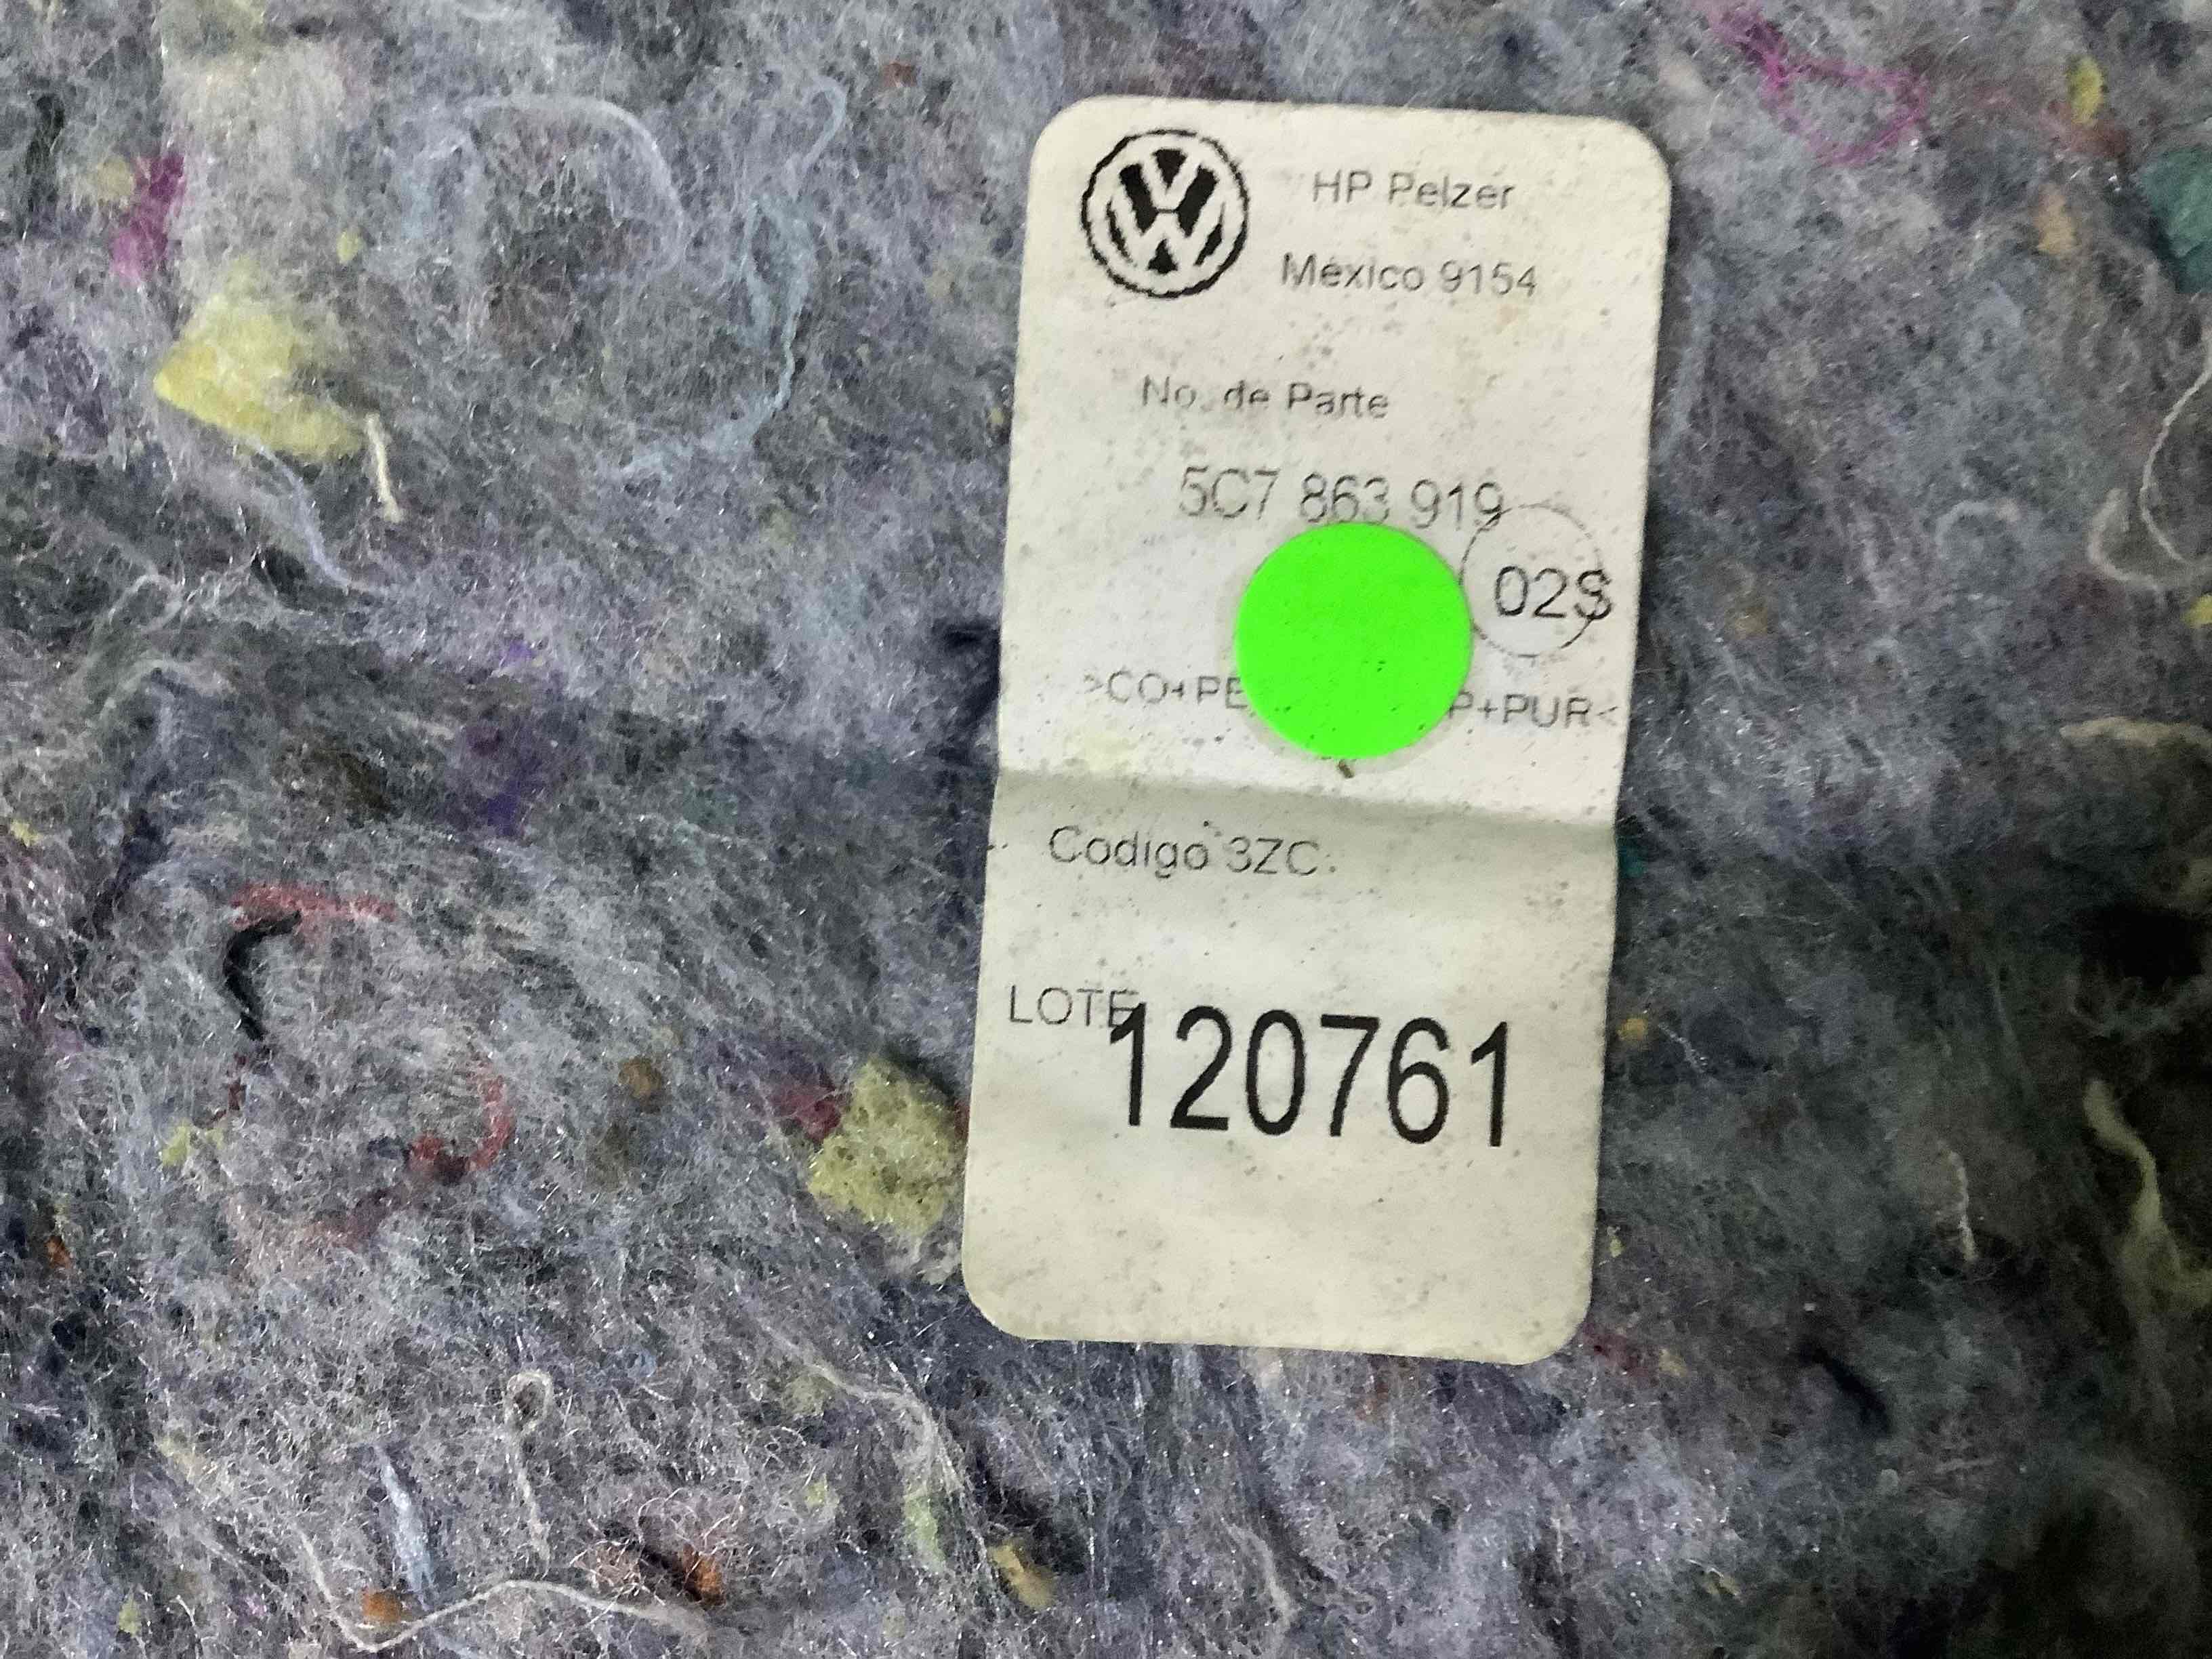 HP Pelzer
México 9154
No. de Parte
5C7 863 919
02S
>CO+PE P+PUR<
Codigo 3ZC
LOTE
120761